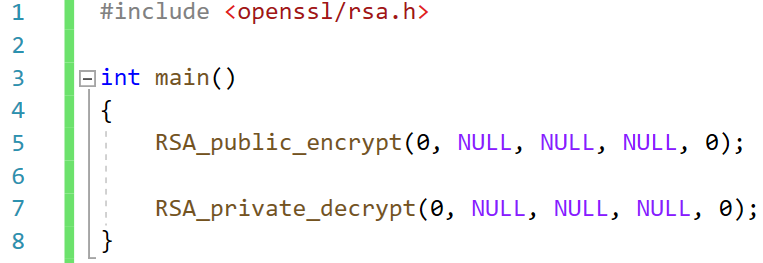 1 #include <openssl/rsa.h>
2
3 int main()
4 {
5 RSA_public_encrypt(0, NULL, NULL, NULL, 0);
6
7 RSA_private_decrypt(0, NULL, NULL, NULL, 0);
8 }